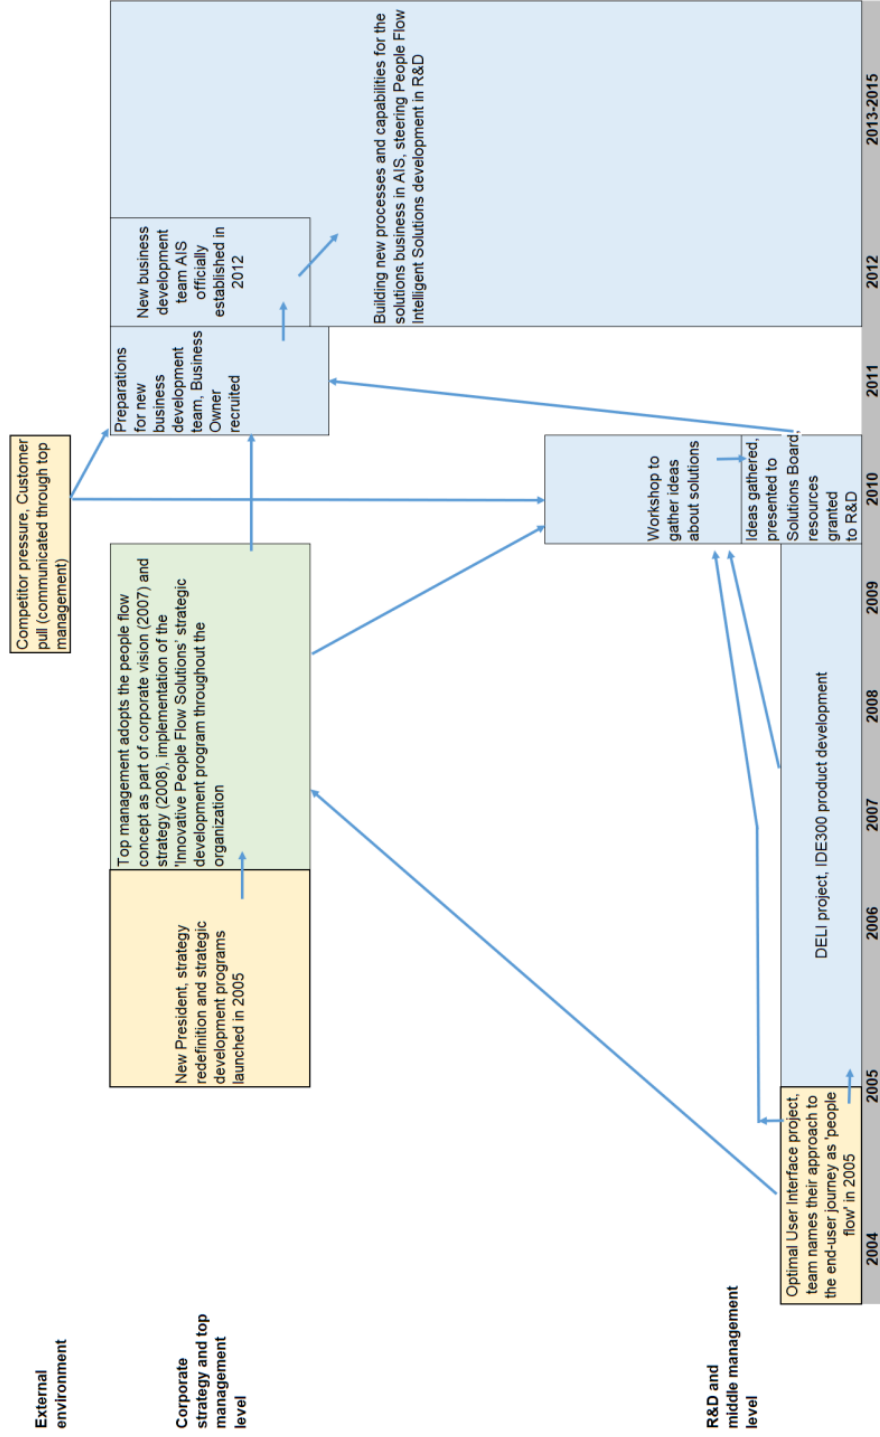 External
environment
Competitor pressure, Customer
pull (communicated through top
management)
Corporate
strategy and top
management
level
New President, strategy
redefinition and strategic
development programs
launched in 2005
Top management adopts the people flow
concept as part of corporate vision (2007) and
strategy (2008), implementation of the
'Innovative People Flow Solutions' strategic
development program throughout the
organization
Preparations
for new
business
development
team, Business
Owner
recruited
New business
development
team AIS
officially
established in
2012
Building new processes and capabilities for the
solutions business in AIS, steering People Flow
Intelligent Solutions development in R&D
R&D and
middle management
level
Optimal User Interface project,
team names their approach to
the end-user journey as 'people
flow' in 2005
DELI project, IDE300 product development
Workshop to
gather ideas
about solutions
Ideas gathered,
presented to
Solutions Board,
resources
granted
to R&D
2004 2005 2006 2007 2008 2009 2010 2011 2012 2013-2015